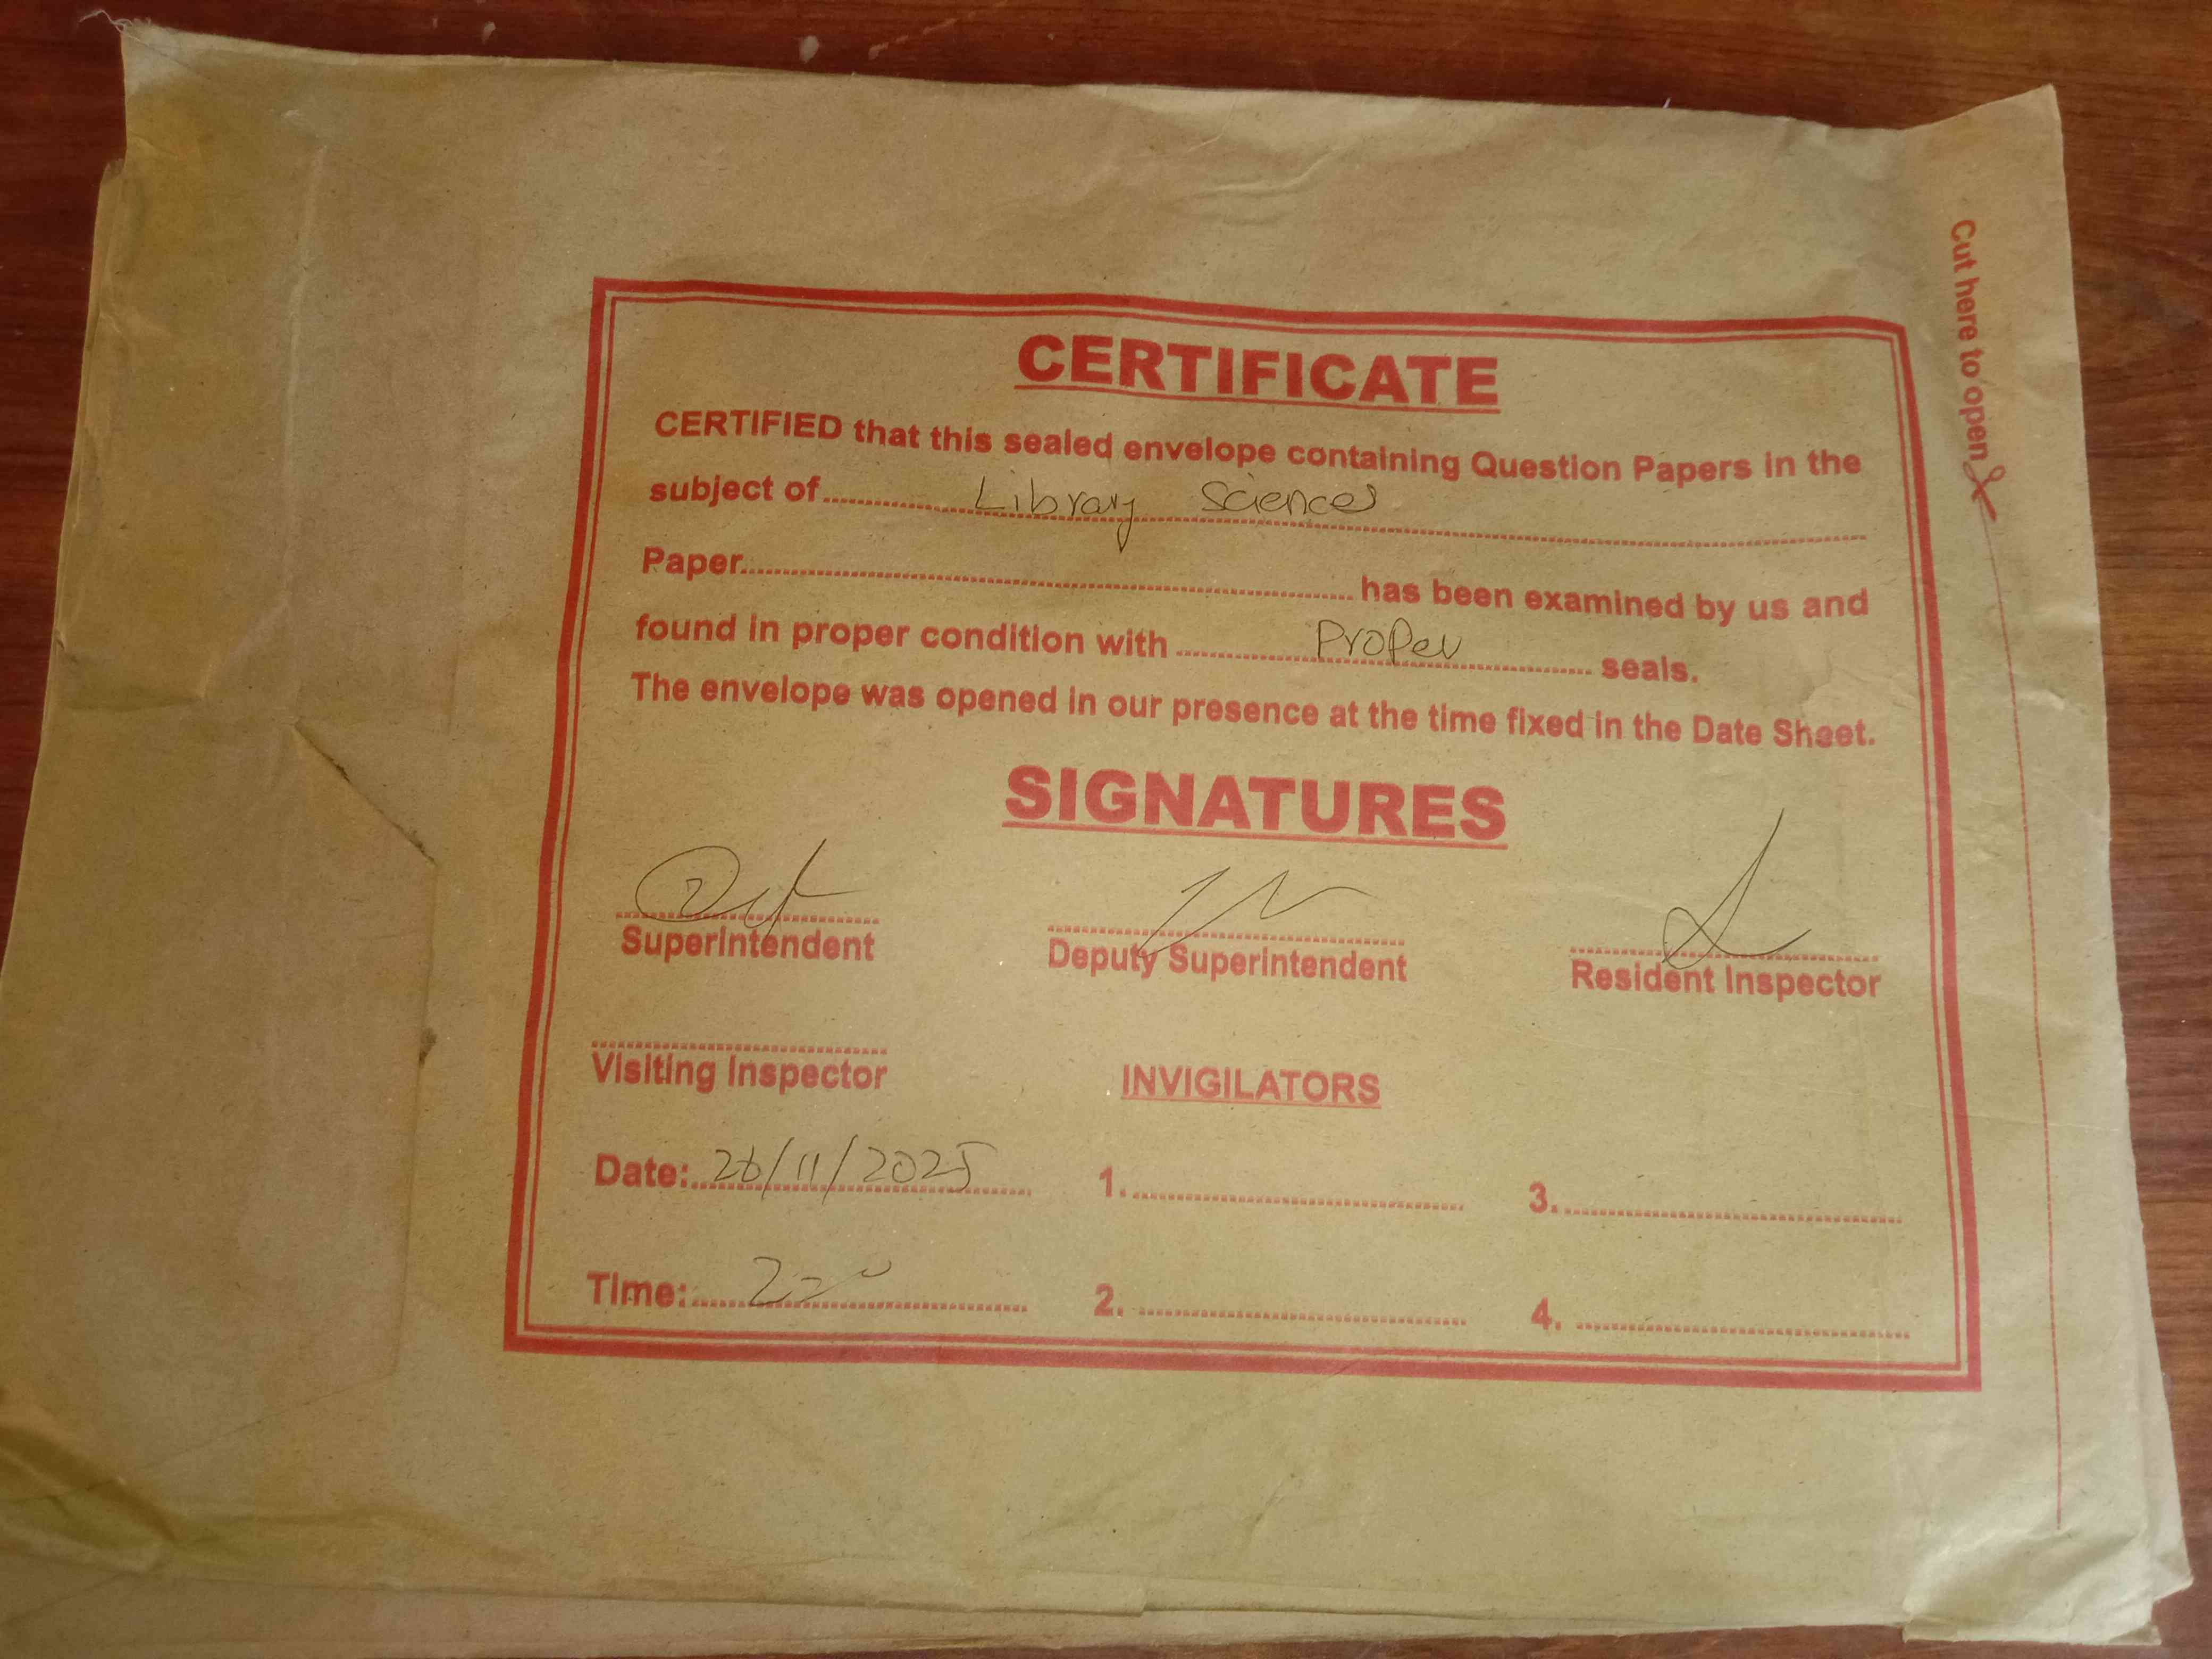 Cut here to open
CERTIFICATE
CERTIFIED that this sealed envelope containing Question Papers in the
subject of Library Sciences
Paper has been examined by us and
found in proper condition with Proper seals.
The envelope was opened in our presence at the time fixed in the Date Sheet.
SIGNATURES
Superintendent Deputy Superintendent Resident Inspector
Visiting Inspector INVIGILATORS
Date: 26/11/2025 1. 3.
Time: 2. 4.